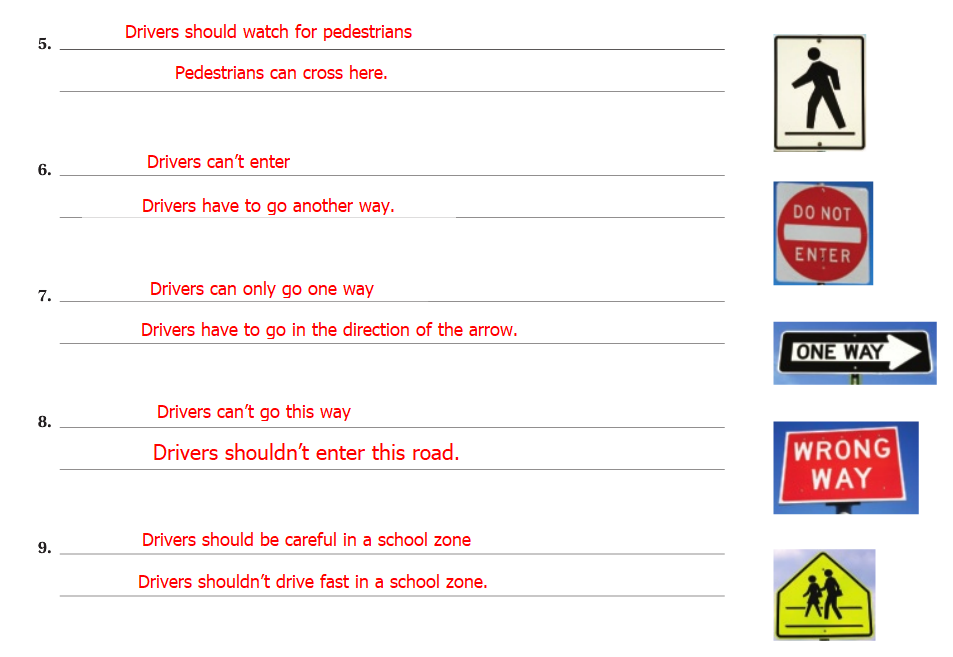 5. Drivers should watch for pedestrians
Pedestrians can cross here.
6. Drivers can't enter
DO NOT
ENTER
Drivers have to go another way.
7. Drivers can only go one way
Drivers have to go in the direction of the arrow.
ONE WAY
8. Drivers can't go this way
Drivers shouldn't enter this road.
WRONG
WAY
9. Drivers should be careful in a school zone
Drivers shouldn't drive fast in a school zone.